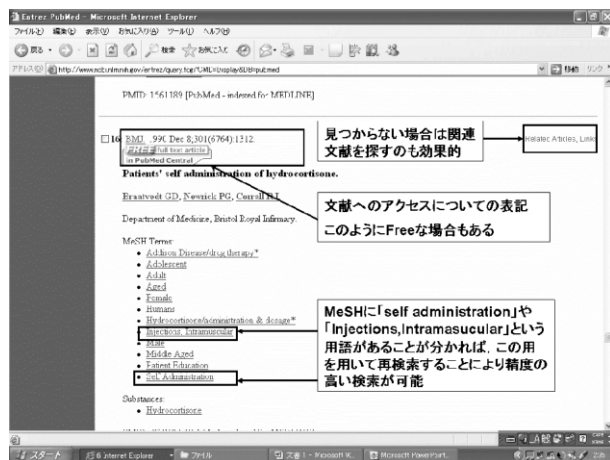 Entrez PubMed - Microsoft Internet Explorer
ファイル(F) 編集(E) 表示(V) お気に入り(A) ツール(T) ヘルプ(H)
戻る 検索 お気に入り
アドレス(D) 移動 リンク
PMID: 1561189 [PubMed - indexed for MEDLINE]
BMJ. 1990 Dec 8;301(6764):1312.
Related Articles, Links
FREE full text article
in PubMed Central
見つからない場合は関連
文献を探すのも効果的
Patients' self administration of hydrocortisone.
Newrick PG,
Department of Medicine, Bristol Royal Infirmary.
文献へのアクセスについての表記
このようにFreeな場合もある
MeSH Terms:
Addison Disease/drug therapy*
Adolescent
Adult
Aged
Female
Humans
Hydrocortisone/administration & dosage*
Injections, Intramuscular
Male
Middle Aged
Patient Education
Self Administration
MeSHに「self administration」や
「Injections,Intramasucular」という
用語があることが分かれば，この用
を用いて再検索することにより精度の
高い検索が可能
Substances:
Hydrocortisone
スタート Internet Explorer ファイル Microsoft PowerPoint...